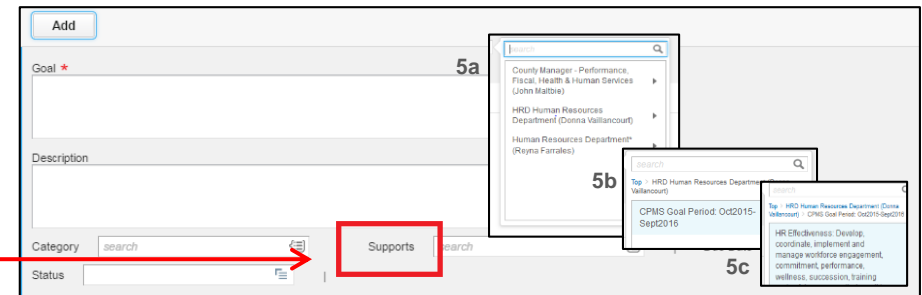 Add
Goal *
Description
Category search
Supports search
Status
5a
search
County Manager - Performance,
Fiscal, Health & Human Services
(John Maltbie)
HRD Human Resources
Department (Donna Vaillancourt)
Human Resources Department*
(Reyna Farrales)
5b
search
Top > HRD Human Resources Department
Vaillancourt)
CPMS Goal Period: Oct2015-
Sept2016
5c
search
Top > HRD Human Resources Department (Donna
Vaillancourt) > CPMS Goal Period: Oct2015-Sept2016
HR Effectiveness: Develop,
coordinate, implement and
manage workforce engagement,
commitment, performance,
wellness, succession, training